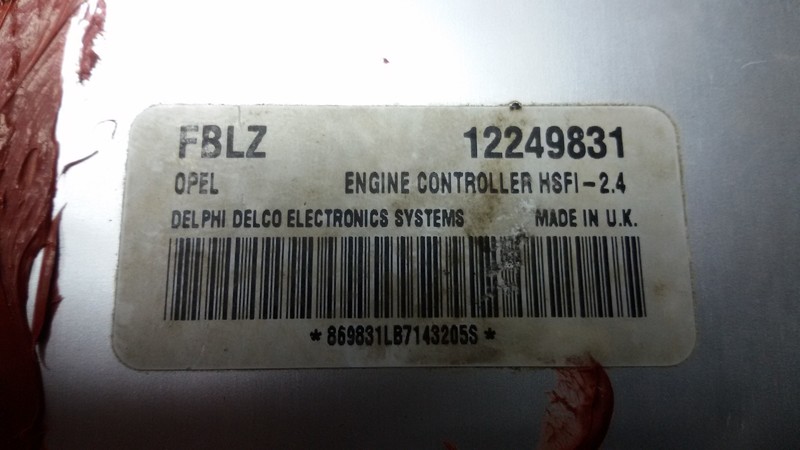 FBLZ 12249831
OPEL ENGINE CONTROLLER HSFI-2.4
DELPHI DELCO ELECTRONICS SYSTEMS MADE IN U.K.
*869831LB7143205S*